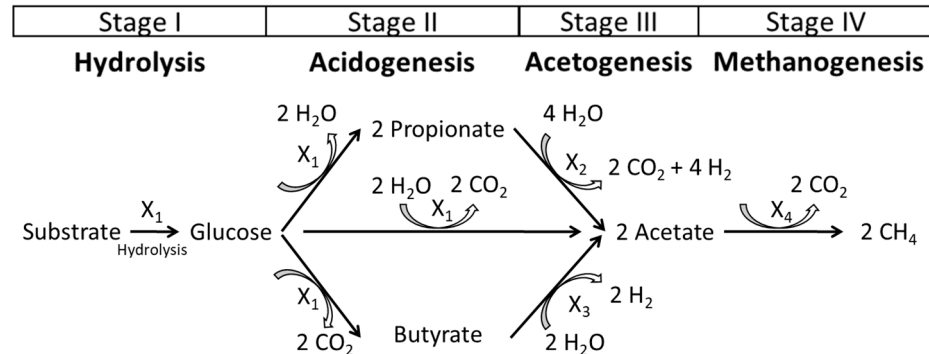 Stage I Stage II Stage III Stage IV
Hydrolysis Acidogenesis Acetogenesis Methanogenesis
2 H₂O 2 Propionate 4 H₂O
X₁ X₂ 2 CO₂ + 4 H₂
2 H₂O 2 CO₂ 2 CO₂
X₁ X₁ X₄
Substrate Glucose 2 Acetate 2 CH₄
Hydrolysis
X₁ X₃ 2 H₂
2 CO₂ Butyrate 2 H₂O